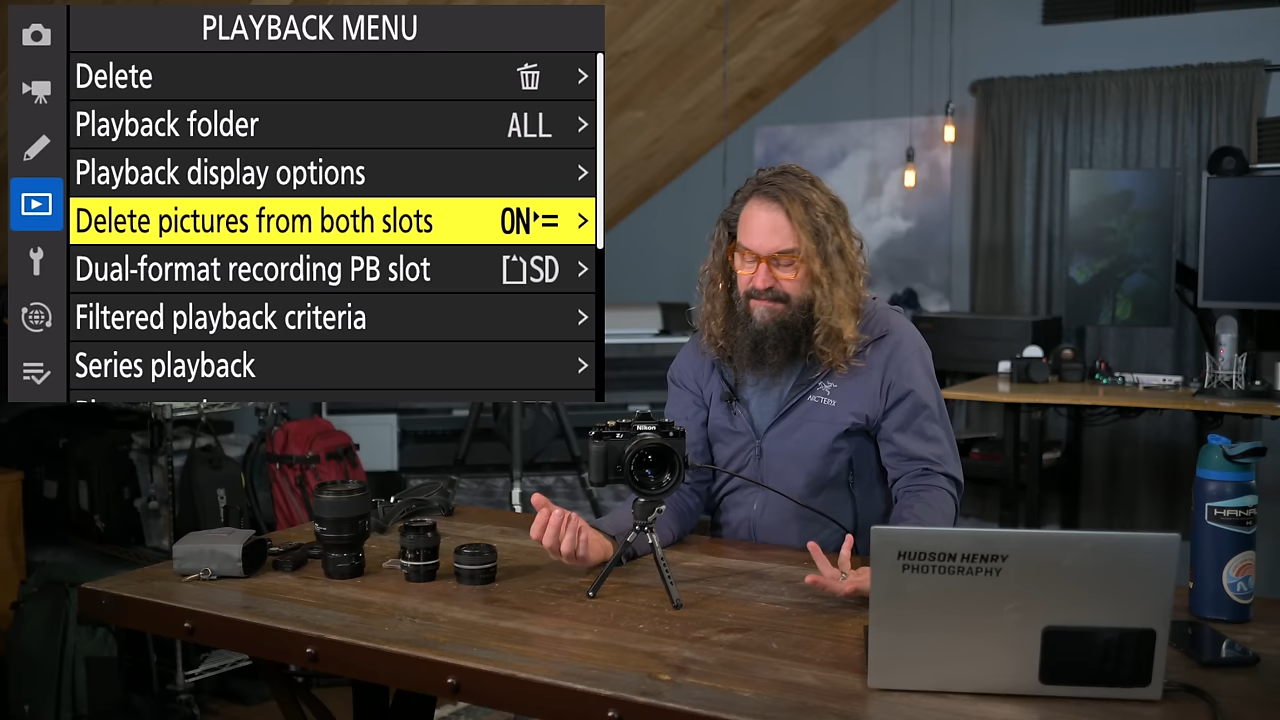 PLAYBACK MENU
Delete
Playback folder ALL
Playback display options
Delete pictures from both slots ON
Dual-format recording PB slot SD
Filtered playback criteria
Series playback
Nikon
Zf
ARC'TERYX
HUDSON HENRY
PHOTOGRAPHY